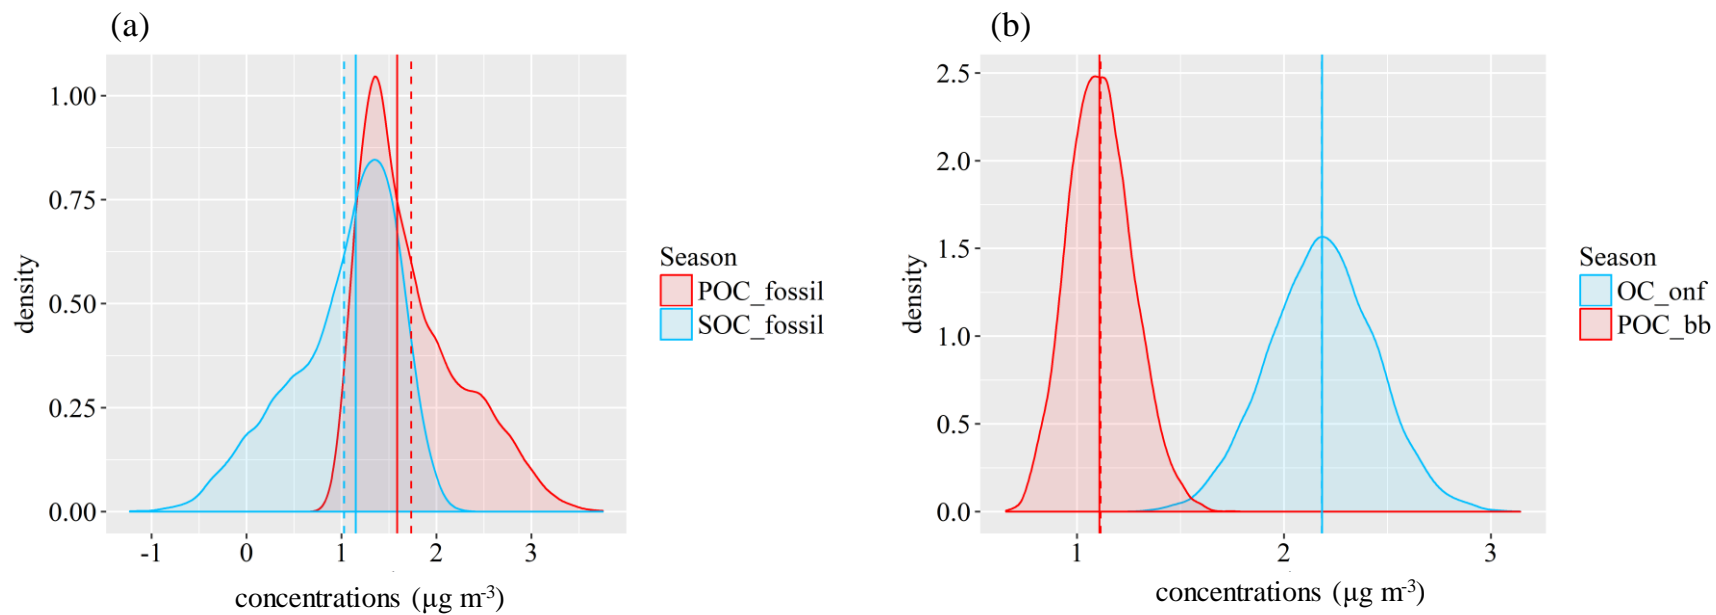 (a)
1.00
0.75
0.50
0.25
0.00
density
-1 0 1 2 3
concentrations (µg m-3)
Season
POC_fossil
SOC_fossil
(b)
2.5
2.0
1.5
1.0
0.5
0.0
density
1 2 3
concentrations (µg m-3)
Season
OC_onf
POC_bb